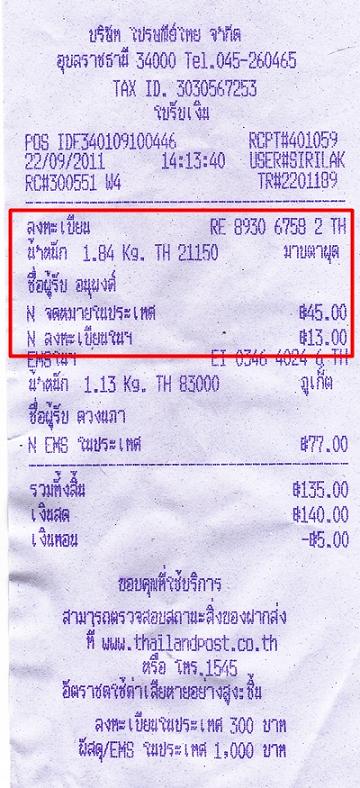 บริษัท ไปรษณีย์ไทย จำกัด
อุบลราชธานี 34000 Tel.045-260465
TAX ID. 3030567253
ใบรับเงิน
POS IDF340109100446 RCPT#401059
22/09/2011 14:13:40 USER#SIRILAK
RC#300551 W4 TR#2201189
ลงทะเบียน RE 8930 6758 2 TH
น้ำหนัก 1.84 Kg. TH 21150 มาบตาพุด
ชื่อผู้รับ อนุพงศ์
N จดหมายในประเทศ ฿45.00
N ลงทะเบียนในฯ ฿13.00
EMSในฯ EI 0346 4024 6 TH
น้ำหนัก 1.13 Kg. TH 83000 ภูเก็ต
ชื่อผู้รับ ดวงนภา
N EMS ในประเทศ ฿77.00
รวมทั้งสิ้น ฿135.00
เงินสด ฿140.00
เงินทอน -฿5.00
ขอบคุณที่ใช้บริการ
สามารถตรวจสอบสถานะสิ่งของฝากส่ง
ที่ www.thailandpost.co.th
หรือ โทร.1545
อัตราชดใช้ค่าเสียหายอย่างสูง:ชิ้น
ลงทะเบียนในประเทศ 300 บาท
พัสดุ/EMS ในประเทศ 1,000 บาท